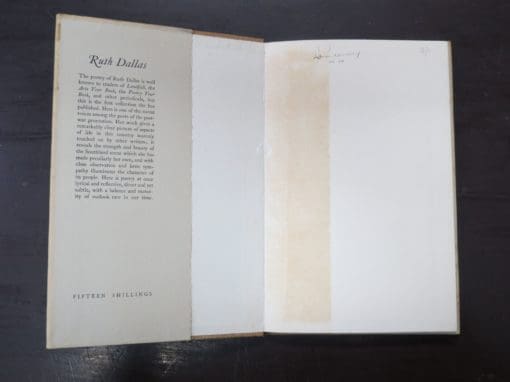 Ruth Dallas
The poetry of Ruth Dallas is well
known to readers of Landfall, the
Arts Year Book, the Poetry Year
Book, and other periodicals, but
this is the first collection she has
published. Here is one of the surest
voices among the poets of the post-
war generation. Her work gives a
remarkably clear picture of aspects
of life in this country scarcely
touched on by other writers. It
reveals the strength and beauty of
the Southland scene which she has
made peculiarly her own, and with
close observation and keen sym-
pathy illuminates the character of
its people. Here is poetry at once
lyrical and reflective, direct and yet
subtle, with a balance and matur-
ity of outlook rare in our time.
FIFTEEN SHILLINGS